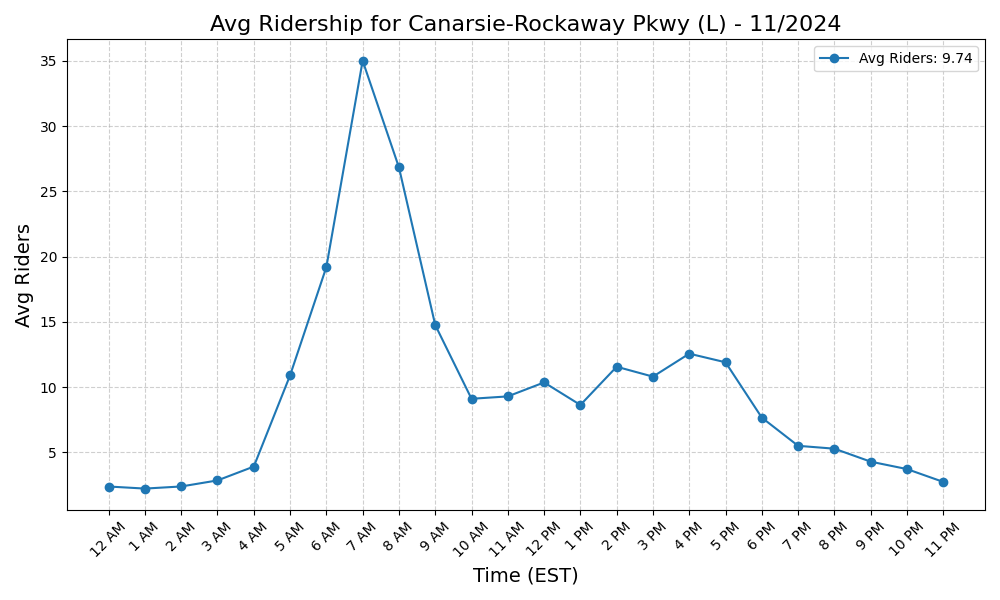 Avg Ridership for Canarsie-Rockaway Pkwy (L) - 11/2024
Avg Riders: 9.74
Avg Riders
35
30
25
20
15
10
5
12 AM
1 AM
2 AM
3 AM
4 AM
5 AM
6 AM
7 AM
8 AM
9 AM
10 AM
11 AM
12 PM
1 PM
2 PM
3 PM
4 PM
5 PM
6 PM
7 PM
8 PM
9 PM
10 PM
11 PM
Time (EST)